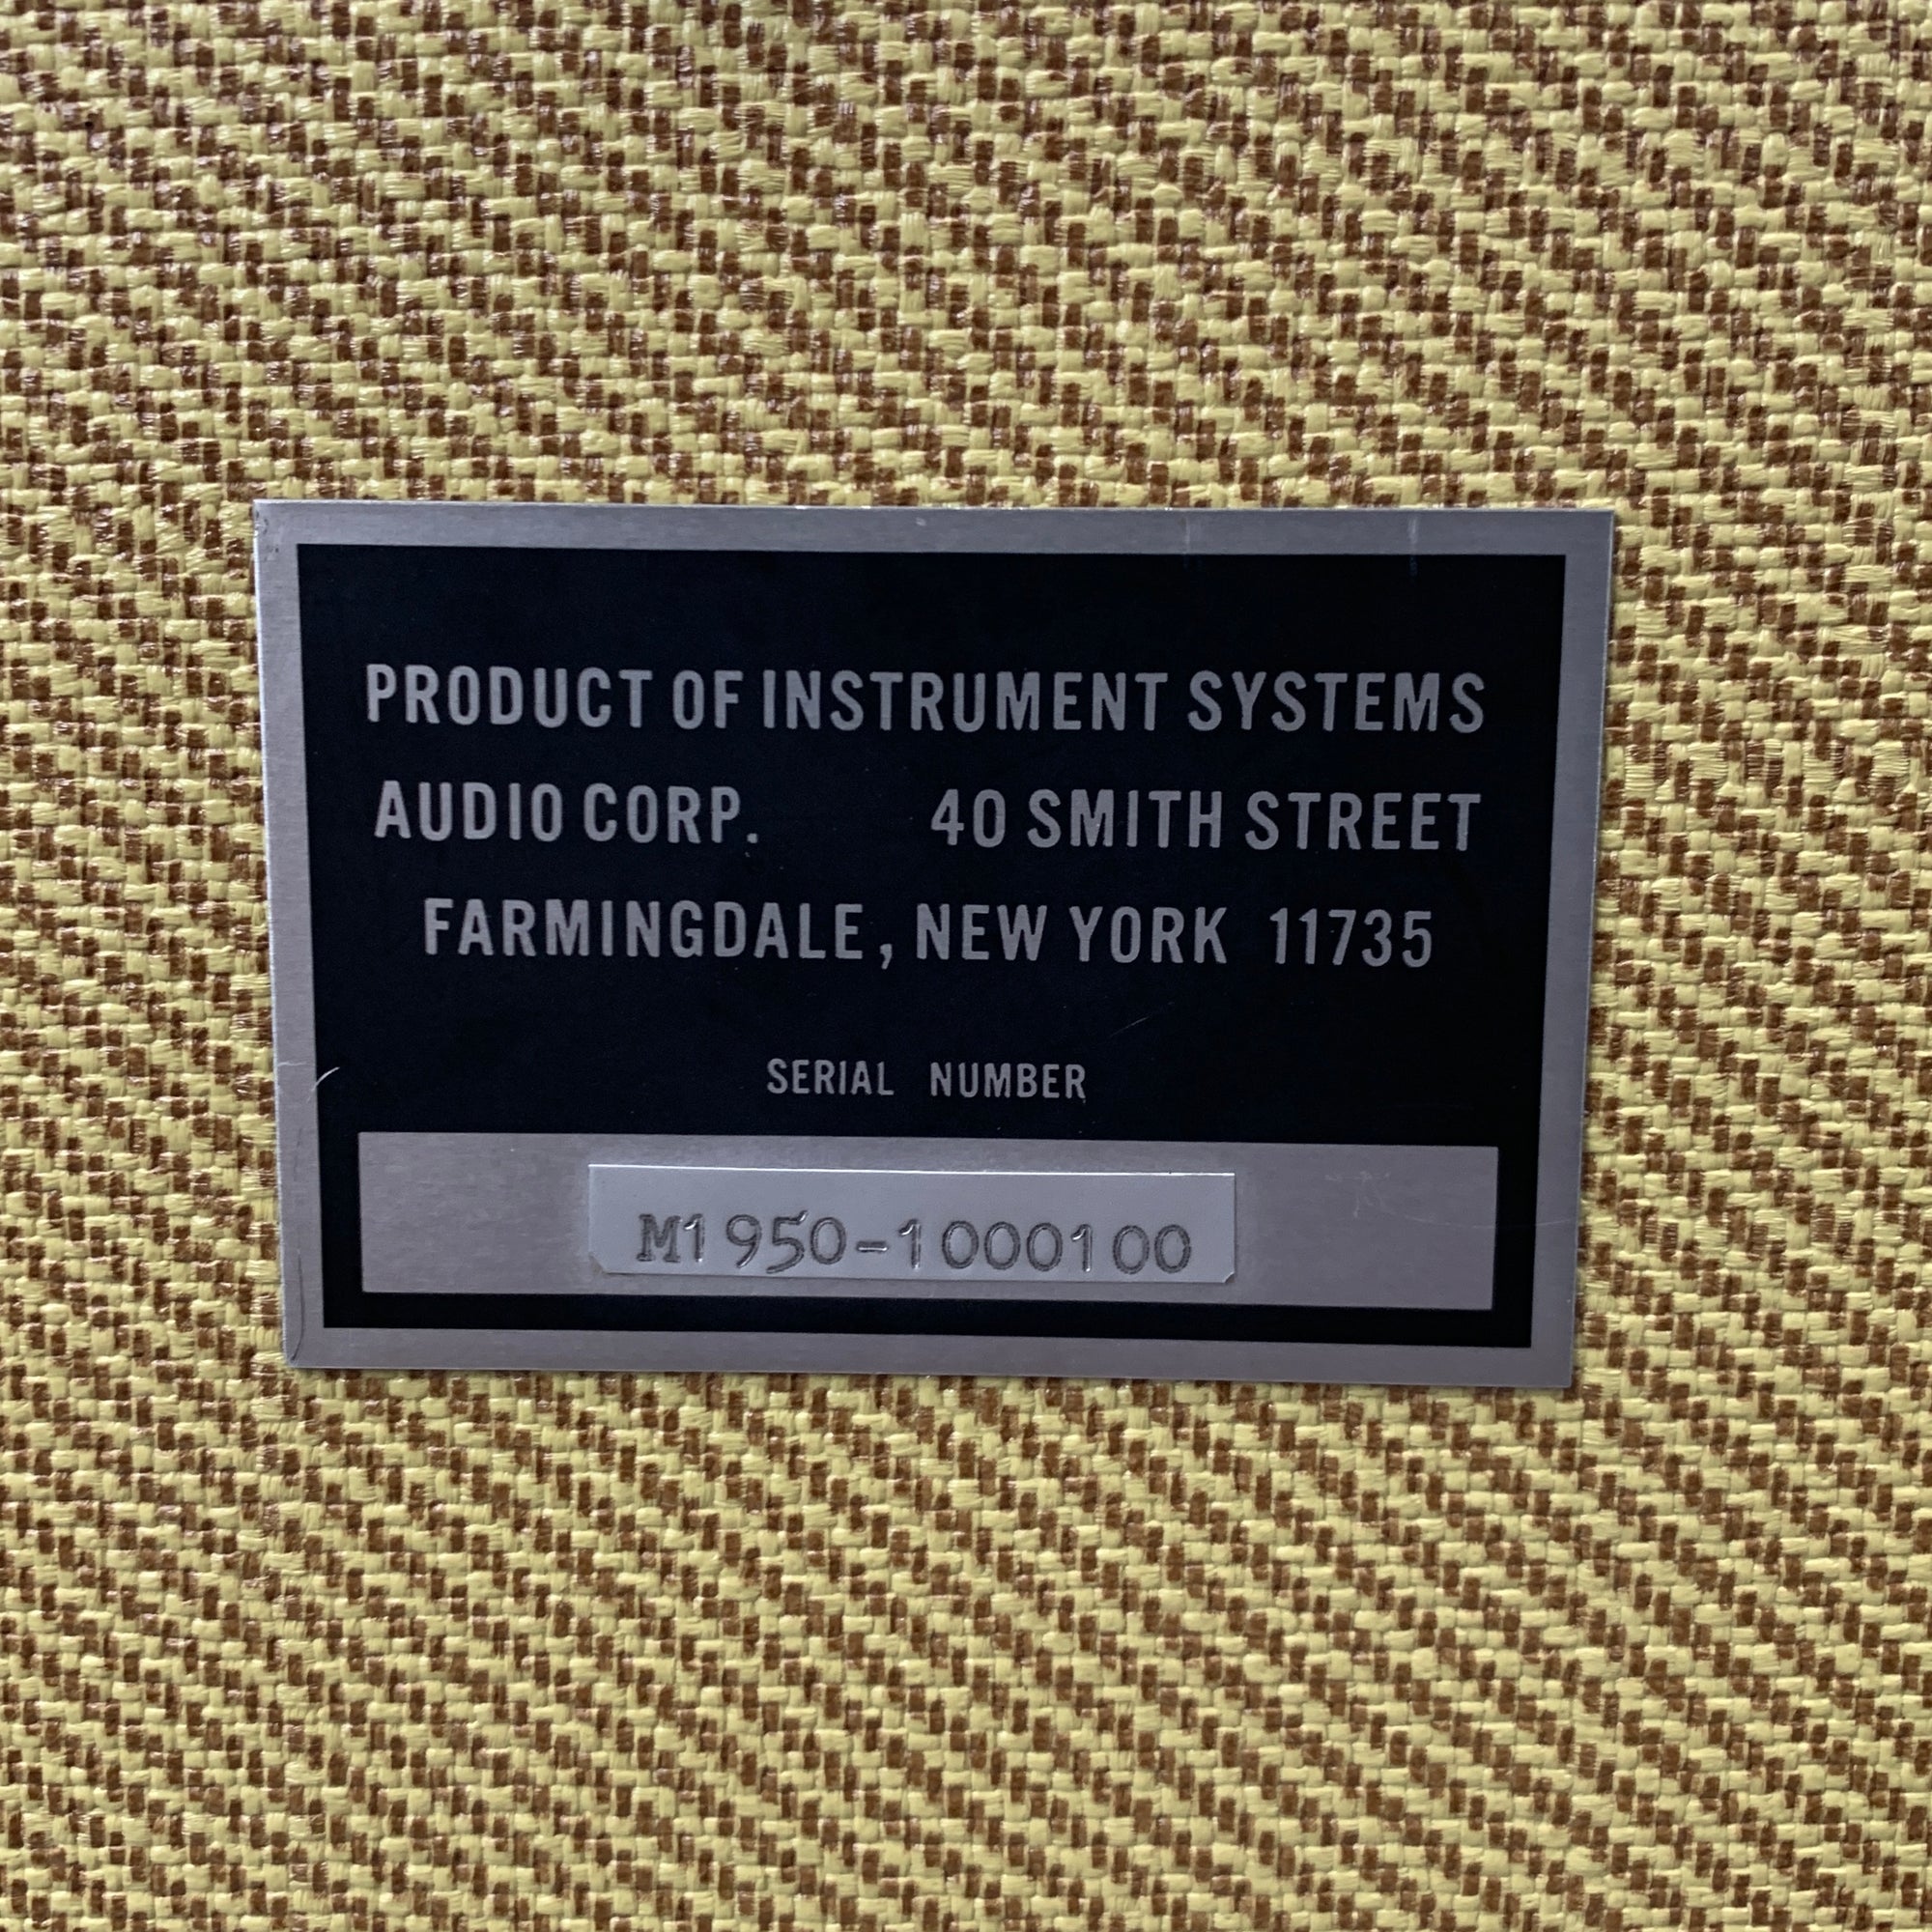 PRODUCT OF INSTRUMENT SYSTEMS
AUDIO CORP. 40 SMITH STREET
FARMINGDALE, NEW YORK 11735
SERIAL NUMBER
M1950-1000100